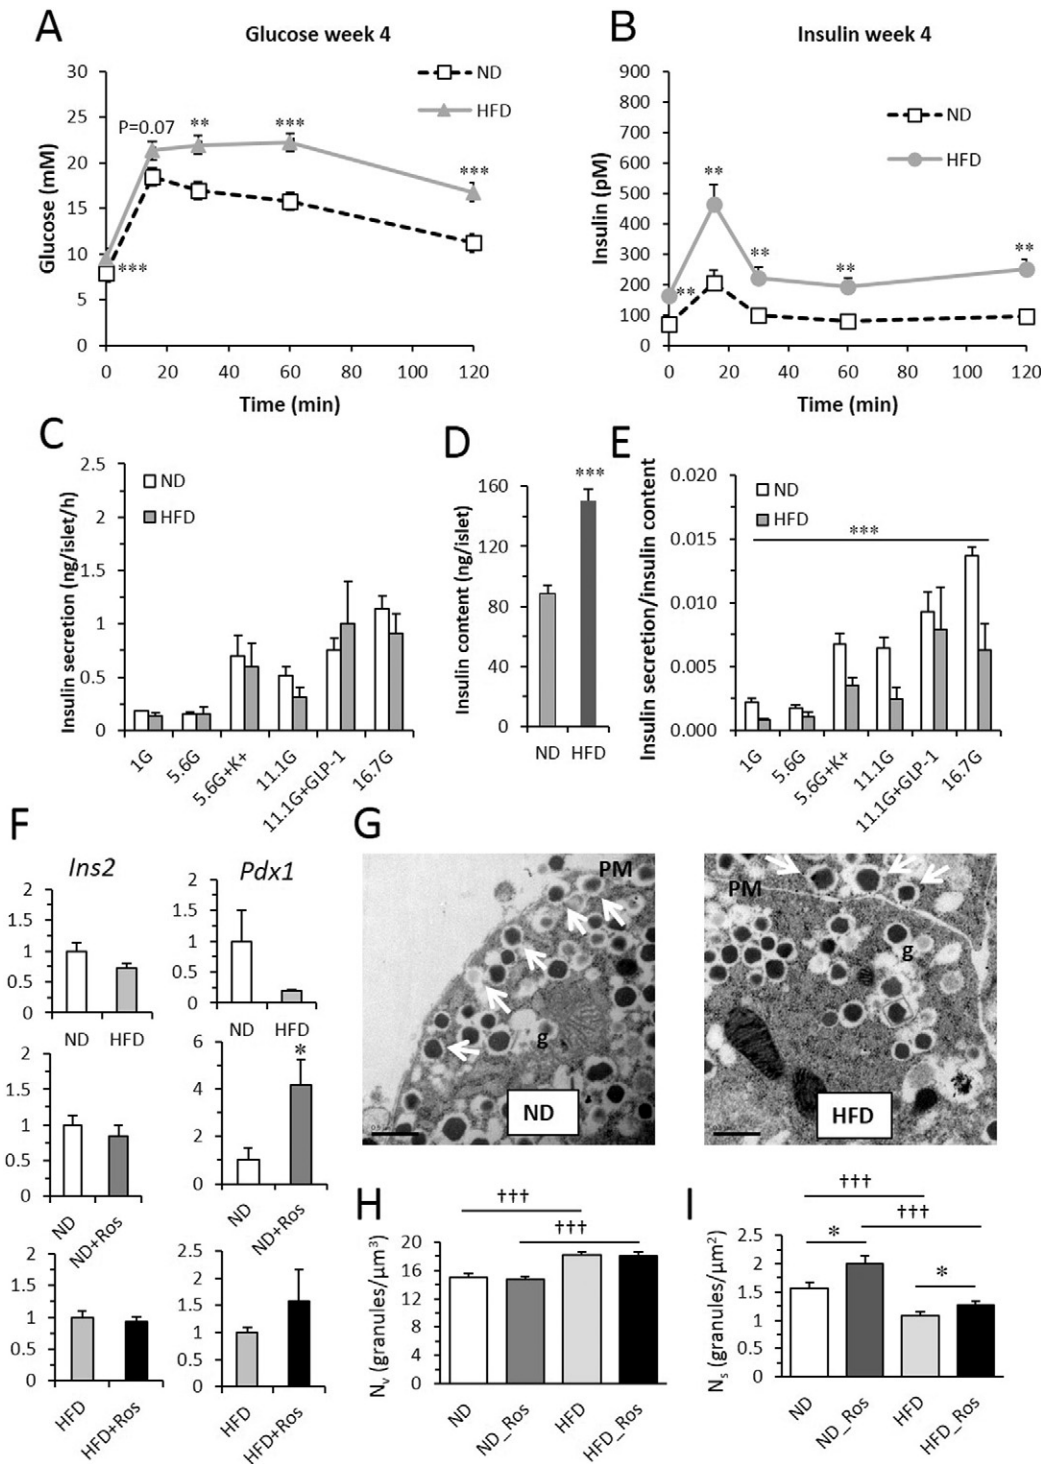 A
Glucose week 4
Glucose (mM)
30
25
20
15
10
5
0
ND
HFD
P=0.07
**
***
***
***
0 20 40 60 80 100 120
Time (min)
B
Insulin week 4
Insulin (pM)
900
800
700
600
500
400
300
200
100
0
ND
HFD
**
**
**
**
**
0 20 40 60 80 100 120
Time (min)
C
Insulin secretion (ng/islet/h)
2.5
2
1.5
1
0.5
0
ND
HFD
1G
5.6G
5.6G+K+
11.1G
11.1G+GLP-1
16.7G
D
Insulin content (ng/islet)
160
120
80
40
0
***
ND HFD
E
Insulin secretion/insulin content
0.020
0.015
0.010
0.005
0.000
ND
HFD
***
1G
5.6G
5.6G+K+
11.1G
11.1G+GLP-1
16.7G
F
Ins2
2
1.5
1
0.5
0
ND HFD
Pdx1
2
1.5
1
0.5
0
ND HFD
2
1.5
1
0.5
0
ND
ND+Ros
6
4
2
0
*
ND
ND+Ros
2
1.5
1
0.5
0
HFD
HFD+Ros
2.5
2
1.5
1
0.5
0
HFD
HFD+Ros
G
PM
g
ND
PM
g
HFD
H
†††
†††
Nv (granules/µm³)
20
16
12
8
4
0
ND
ND_Ros
HFD
HFD_Ros
I
†††
†††
*
*
Ns (granules/µm²)
2.5
2
1.5
1
0.5
0
ND
ND_Ros
HFD
HFD_Ros